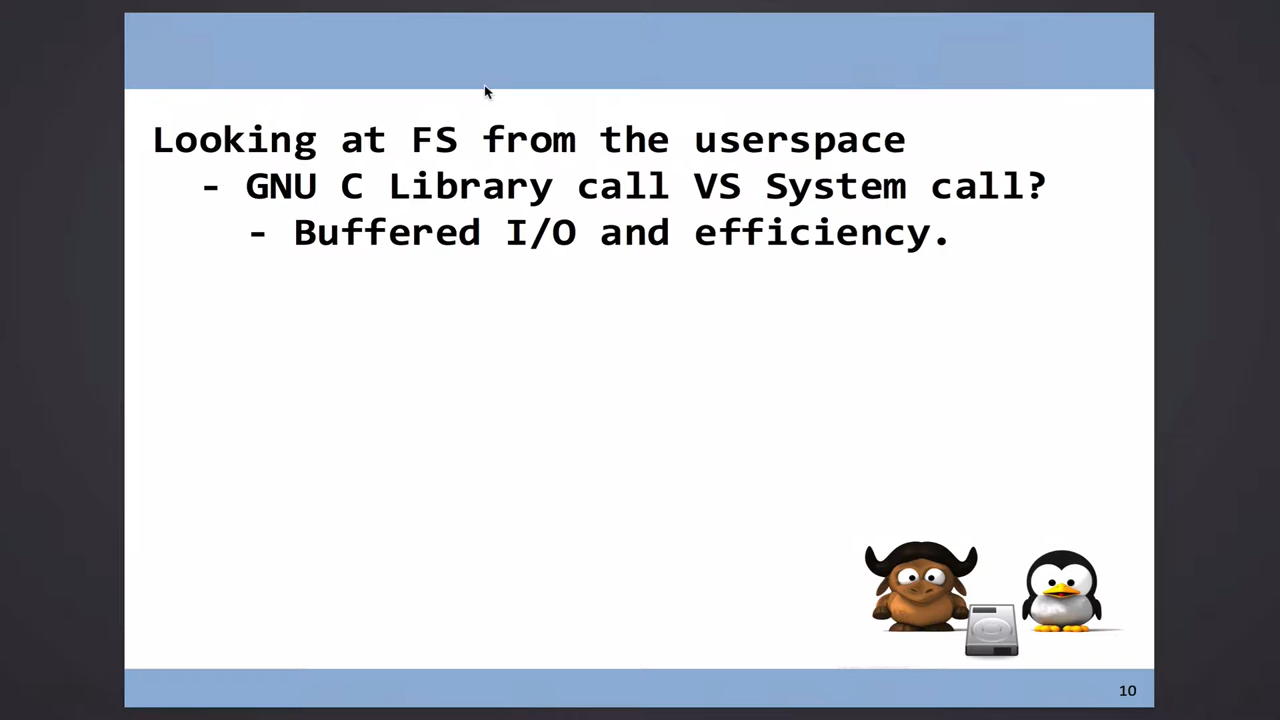 Looking at FS from the userspace
- GNU C Library call VS System call?
- Buffered I/O and efficiency.
10